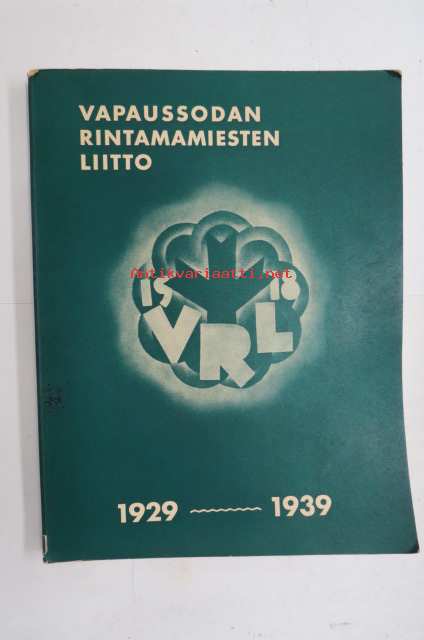 VAPAUSSODAN
RINTAMAMIESTEN
LIITTO
Antikvariaatti.net
19 18
VRL
1929 1939